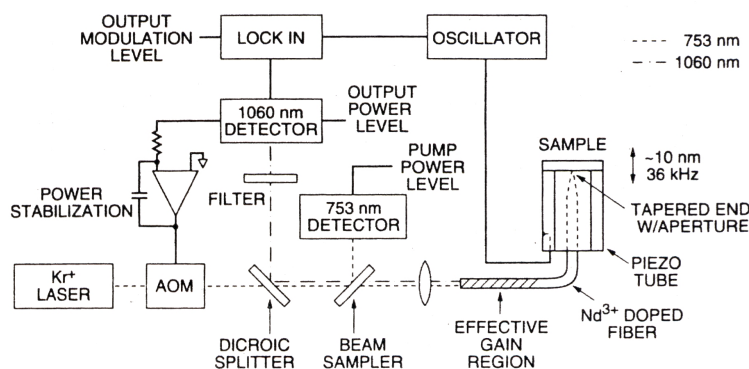 OUTPUT
MODULATION
LEVEL
LOCK IN
OSCILLATOR
753 nm
1060 nm
1060 nm
DETECTOR
OUTPUT
POWER
LEVEL
SAMPLE
~10 nm
36 kHz
PUMP
POWER
LEVEL
FILTER
POWER
STABILIZATION
753 nm
DETECTOR
TAPERED END
W/APERTURE
PIEZO
TUBE
Kr+
LASER
AOM
Nd3+ DOPED
FIBER
DICROIC
SPLITTER
BEAM
SAMPLER
EFFECTIVE
GAIN
REGION